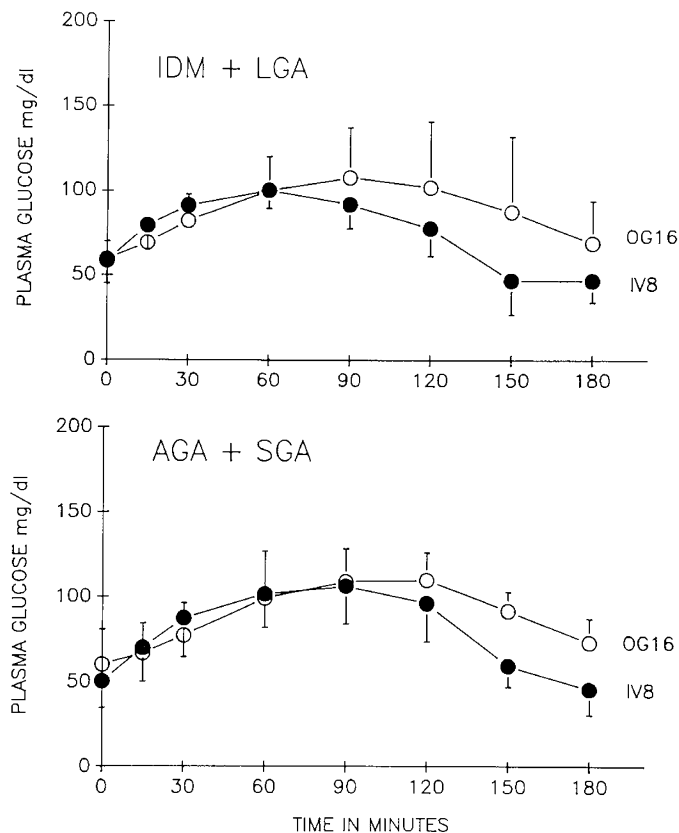 200
IDM + LGA
150
100
50
0
PLASMA GLUCOSE mg/dl
OG16
IV8
0 30 60 90 120 150 180
200
AGA + SGA
150
100
50
0
PLASMA GLUCOSE mg/dl
OG16
IV8
0 30 60 90 120 150 180
TIME IN MINUTES